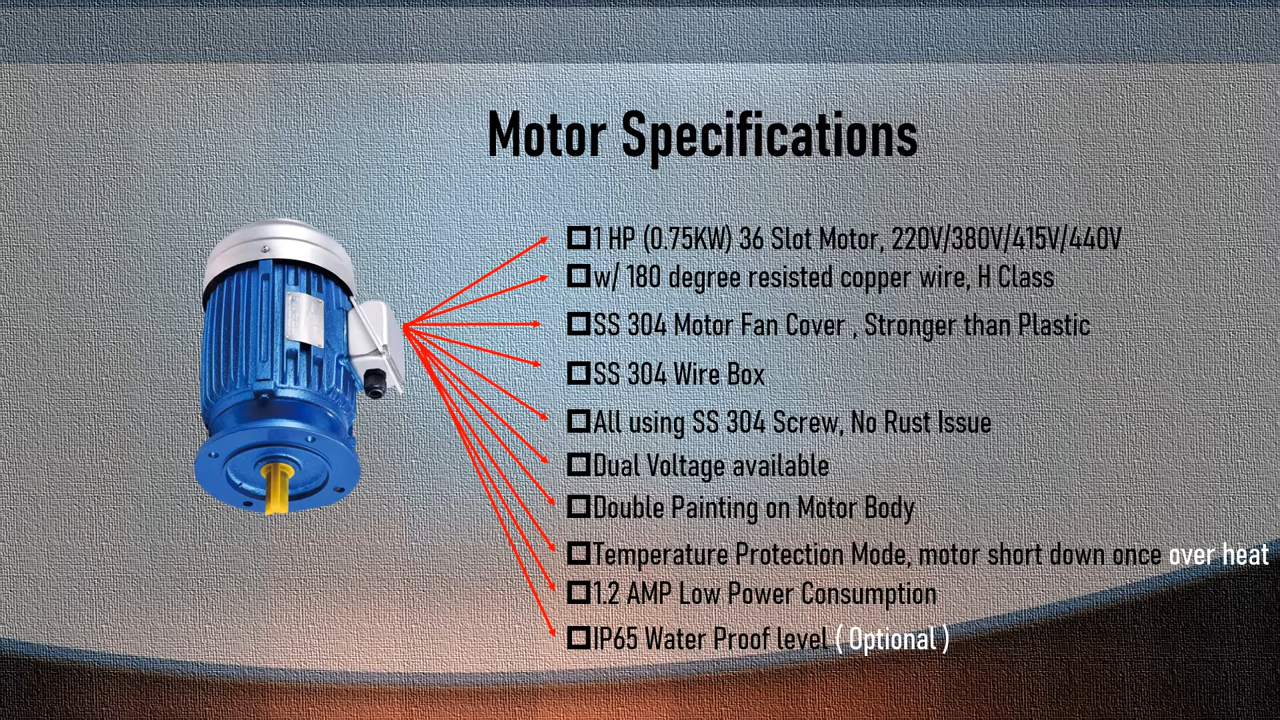 Motor Specifications
1 HP (0.75KW) 36 Slot Motor, 220V/380V/415V/440V
w/ 180 degree resisted copper wire, H Class
SS 304 Motor Fan Cover , Stronger than Plastic
SS 304 Wire Box
All using SS 304 Screw, No Rust Issue
Dual Voltage available
Double Painting on Motor Body
Temperature Protection Mode, motor short down once over heat
1.2 AMP Low Power Consumption
IP65 Water Proof level ( Optional )